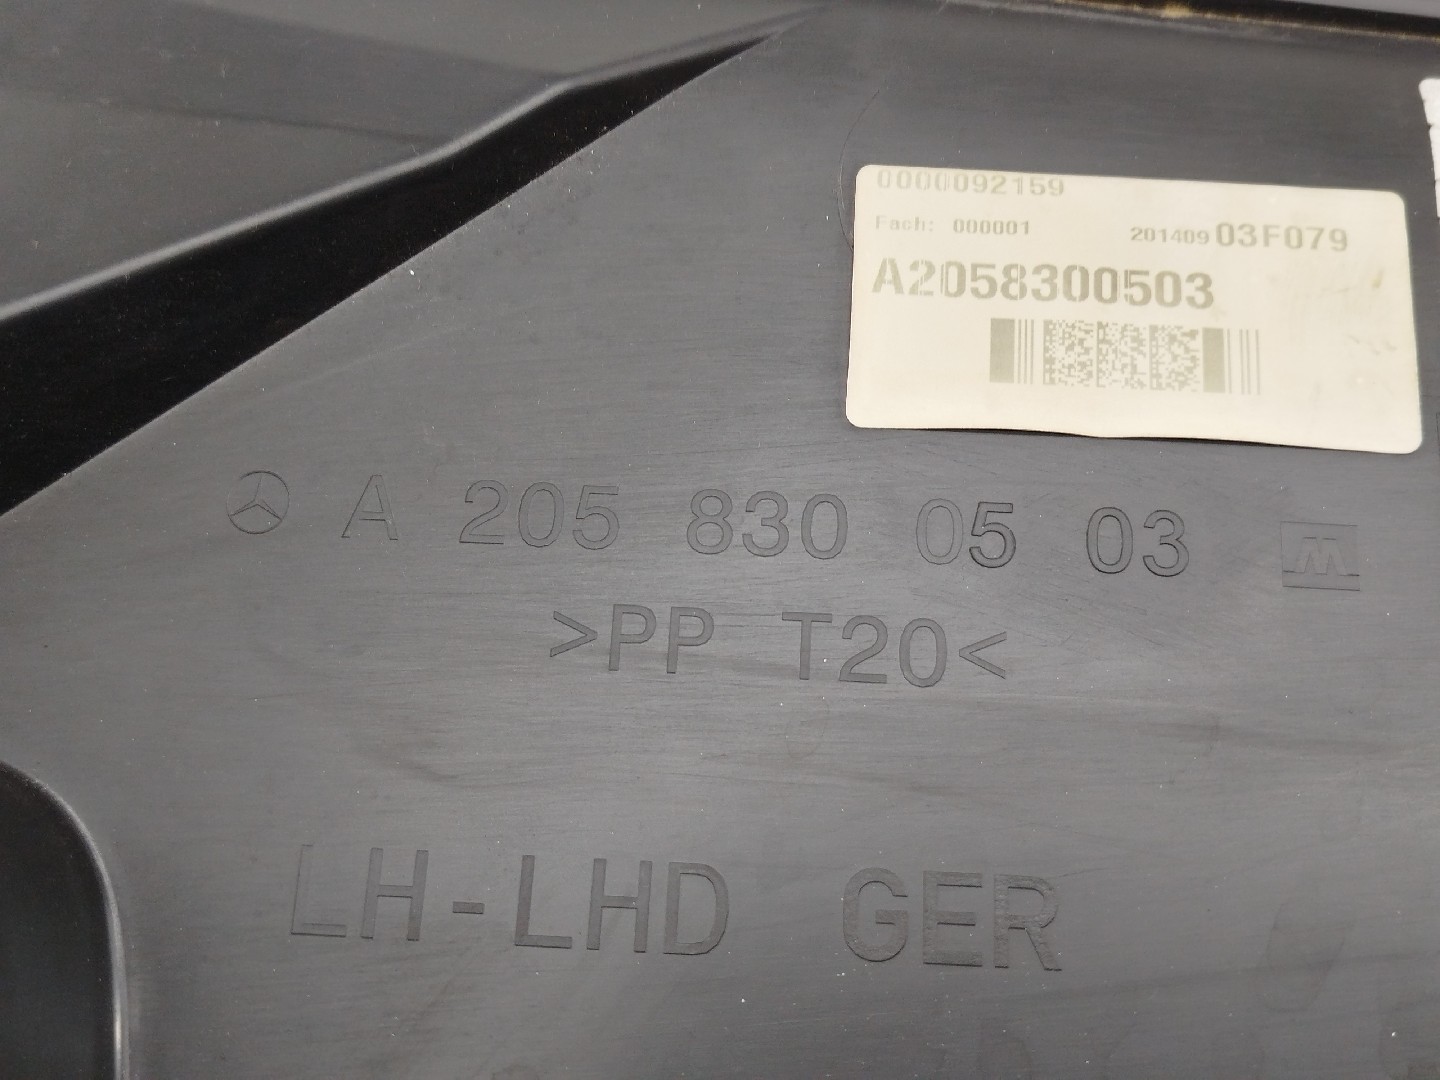 0000092159
Fach: 000001 201409 03F079
A2058300503
A 205 830 05 03
>PP T20<
LH-LHD GER